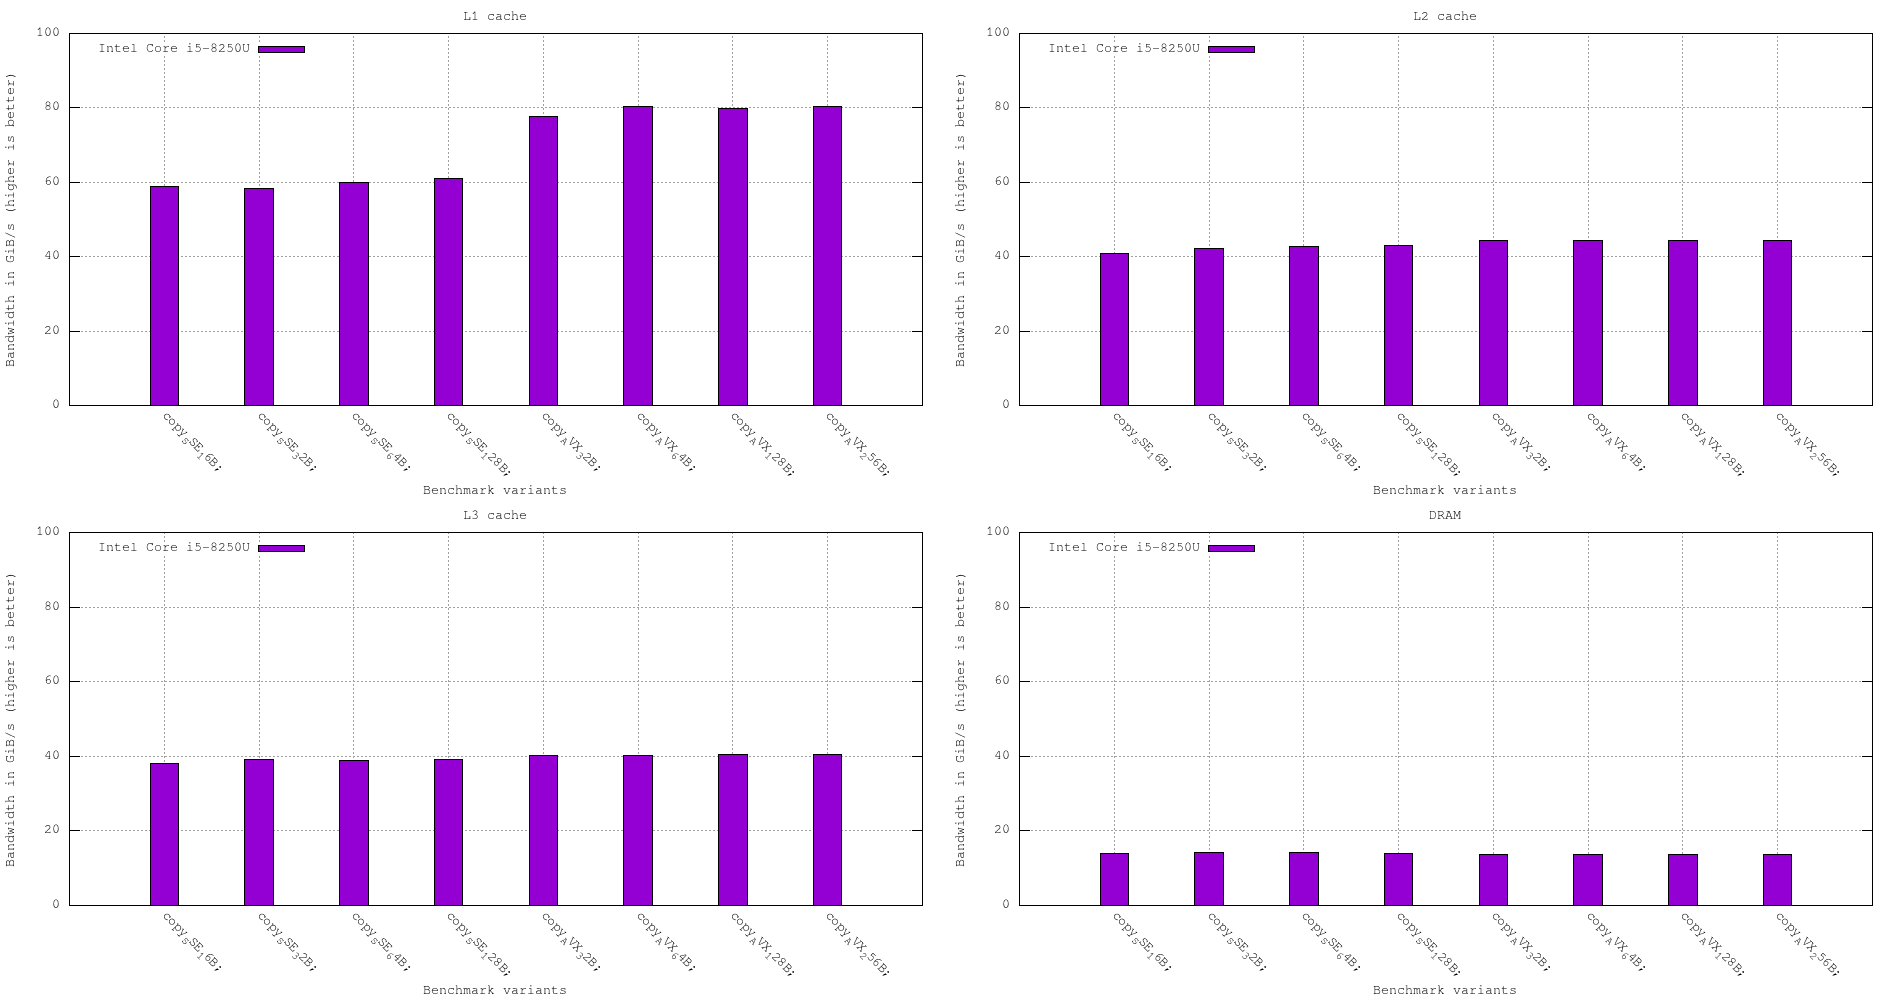 L1 cache
Bandwidth in GiB/s (higher is better)
Intel Core i5-8250U
100
80
60
40
20
0
copy_SSE_16B;
copy_SSE_32B;
copy_SSE_64B;
copy_SSE_128B;
copy_AVX_32B;
copy_AVX_64B;
copy_AVX_128B;
copy_AVX_256B;
Benchmark variants
L2 cache
Bandwidth in GiB/s (higher is better)
Intel Core i5-8250U
100
80
60
40
20
0
copy_SSE_16B;
copy_SSE_32B;
copy_SSE_64B;
copy_SSE_128B;
copy_AVX_32B;
copy_AVX_64B;
copy_AVX_128B;
copy_AVX_256B;
Benchmark variants
L3 cache
Bandwidth in GiB/s (higher is better)
Intel Core i5-8250U
100
80
60
40
20
0
copy_SSE_16B;
copy_SSE_32B;
copy_SSE_64B;
copy_SSE_128B;
copy_AVX_32B;
copy_AVX_64B;
copy_AVX_128B;
copy_AVX_256B;
Benchmark variants
DRAM
Bandwidth in GiB/s (higher is better)
Intel Core i5-8250U
100
80
60
40
20
0
copy_SSE_16B;
copy_SSE_32B;
copy_SSE_64B;
copy_SSE_128B;
copy_AVX_32B;
copy_AVX_64B;
copy_AVX_128B;
copy_AVX_256B;
Benchmark variants